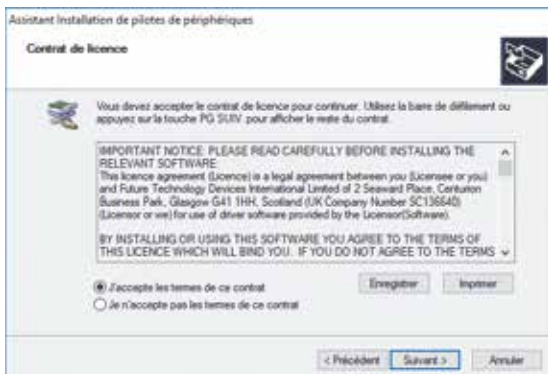 Assistant Installation de pilotes de périphériques
Contrat de licence
Vous devez accepter le contrat de licence pour continuer. Utilisez la barre de défilement ou
appuyez sur la touche PG SUIV pour afficher le reste du contrat.
IMPORTANT NOTICE: PLEASE READ CAREFULLY BEFORE INSTALLING THE
RELEVANT SOFTWARE:
This licence agreement (Licence) is a legal agreement between you (Licensee or you)
and Future Technology Devices International Limited of 2 Seaward Place, Centurion
Business Park, Glasgow G41 1HH, Scotland (UK Company Number SC136640)
(Licensor or we) for use of driver software provided by the Licensor(Software).
BY INSTALLING OR USING THIS SOFTWARE YOU AGREE TO THE TERMS OF
THIS LICENCE WHICH WILL BIND YOU. IF YOU DO NOT AGREE TO THE TERMS
J'accepte les termes de ce contrat
Enregistrer
Imprimer
Je n'accepte pas les termes de ce contrat
< Précédent
Suivant >
Annuler